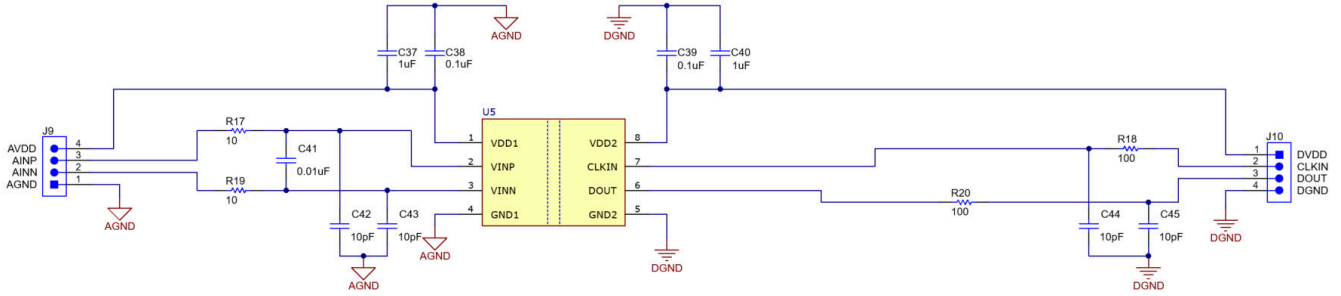 AGND
DGND
C37
1uF
C38
0.1uF
C39
0.1uF
C40
1uF
U5
J9
AVDD 4
AINP 3
AINN 2
AGND 1
AGND
R17
10
C41
0.01uF
R19
10
C42
10pF
C43
10pF
AGND
AGND
1 VDD1
2 VINP
3 VINN
4 GND1
VDD2 8
CLKIN 7
DOUT 6
GND2 5
DGND
R18
100
R20
100
C44
10pF
C45
10pF
DGND
DGND
J10
1 DVDD
2 CLKIN
3 DOUT
4 DGND